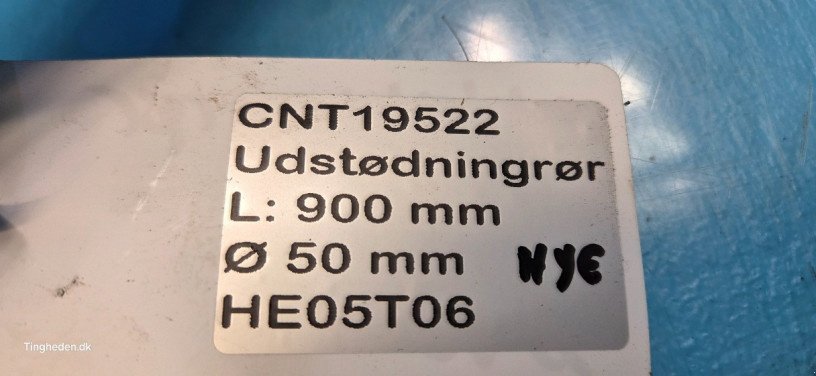 CNT19522
Udstødningrør
L: 900 mm
Ø 50 mm NYE
HE05T06
Tingheden.dk